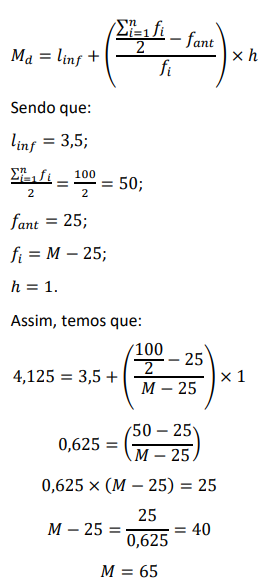 M_d = l_inf + ( ( (∑_{i=1}^{n} f_i)/2 − f_ant ) / f_i ) × h
Sendo que:
l_inf = 3,5;
(∑_{i=1}^{n} f_i)/2 = 100/2 = 50;
f_ant = 25;
f_i = M − 25;
h = 1.
Assim, temos que:
4,125 = 3,5 + ( (100/2 − 25) / (M − 25) ) × 1
0,625 = ( (50 − 25) / (M − 25) )
0,625 × (M − 25) = 25
M − 25 = 25/0,625 = 40
M = 65